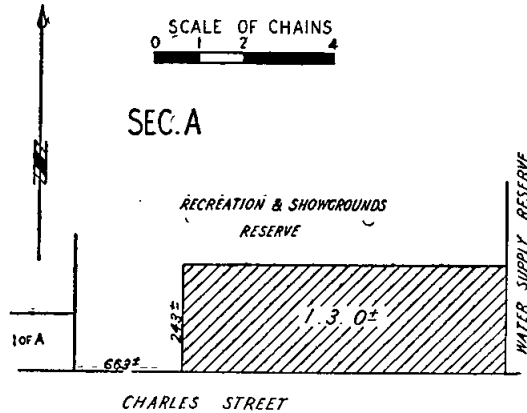 SCALE OF CHAINS
0 1 2 4
SEC. A
RECREATION & SHOWGROUNDS
RESERVE
WATER SUPPLY RESERVE
243±
1. 3. 0±
1 OF A
663±
CHARLES STREET